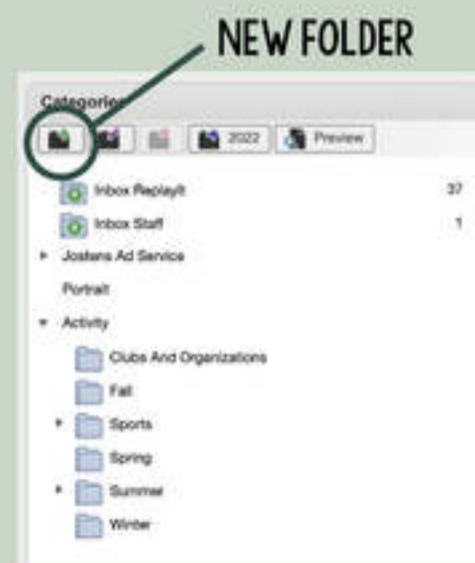 NEW FOLDER
Categories
2022 Preview
Inbox ReplayIt 37
Inbox Staff 1
Jostens Ad Service
Portrait
Activity
Clubs And Organizations
Fall
Sports
Spring
Summer
Winter